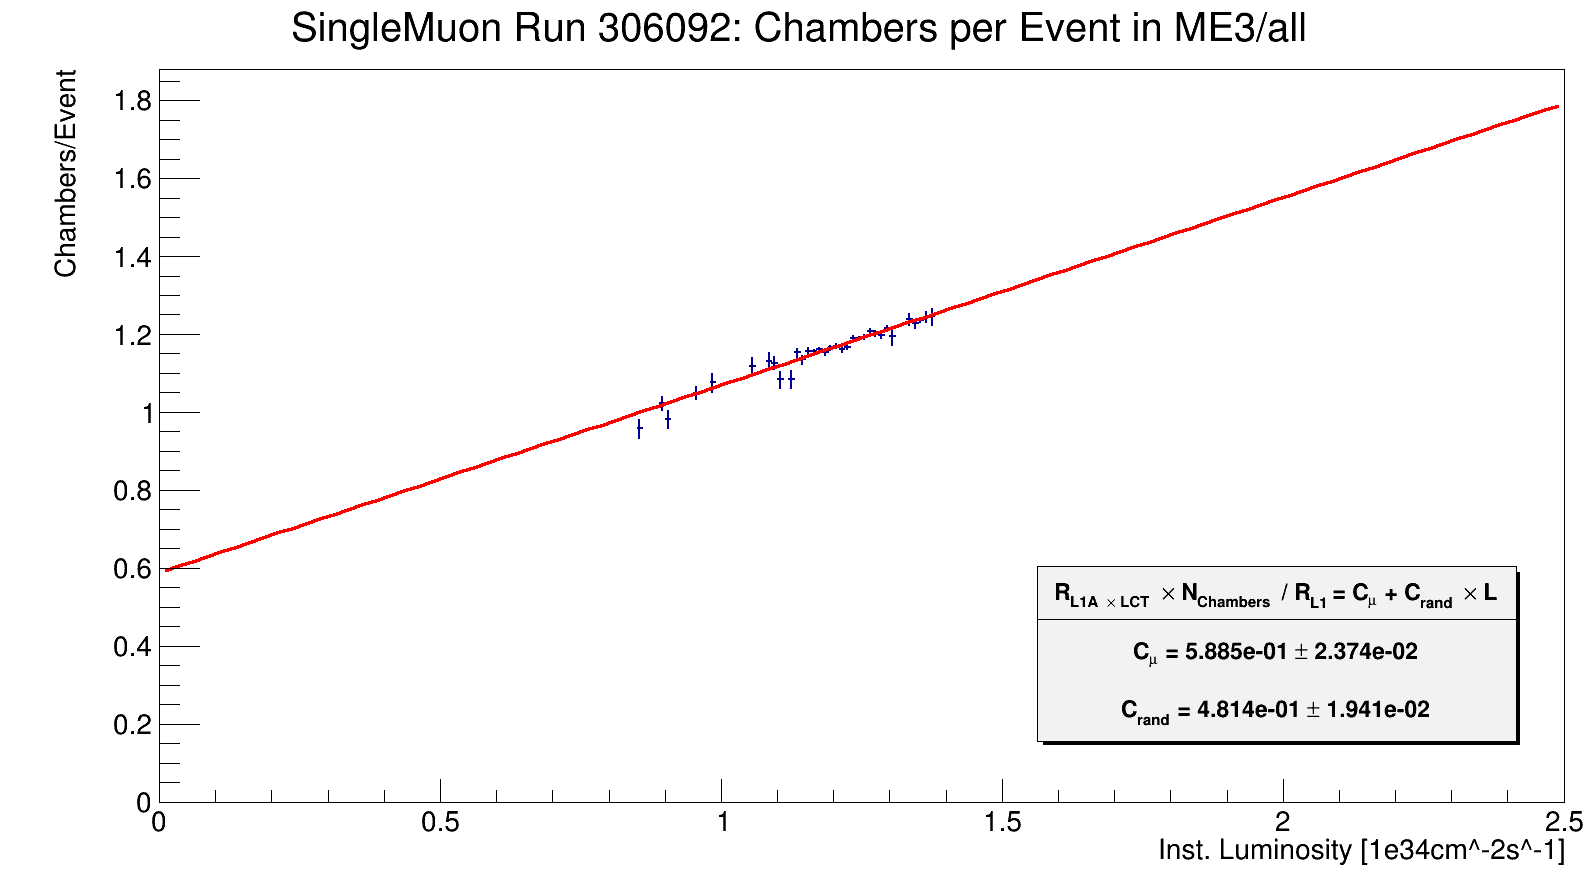 SingleMuon Run 306092: Chambers per Event in ME3/all
Chambers/Event
1.8
1.6
1.4
1.2
1
0.8
0.6
0.4
0.2
0
R_L1A × LCT × N_Chambers / R_L1 = C_μ + C_rand × L
C_μ = 5.885e-01 ± 2.374e-02
C_rand = 4.814e-01 ± 1.941e-02
0 0.5 1 1.5 2 2.5
Inst. Luminosity [1e34cm^-2s^-1]